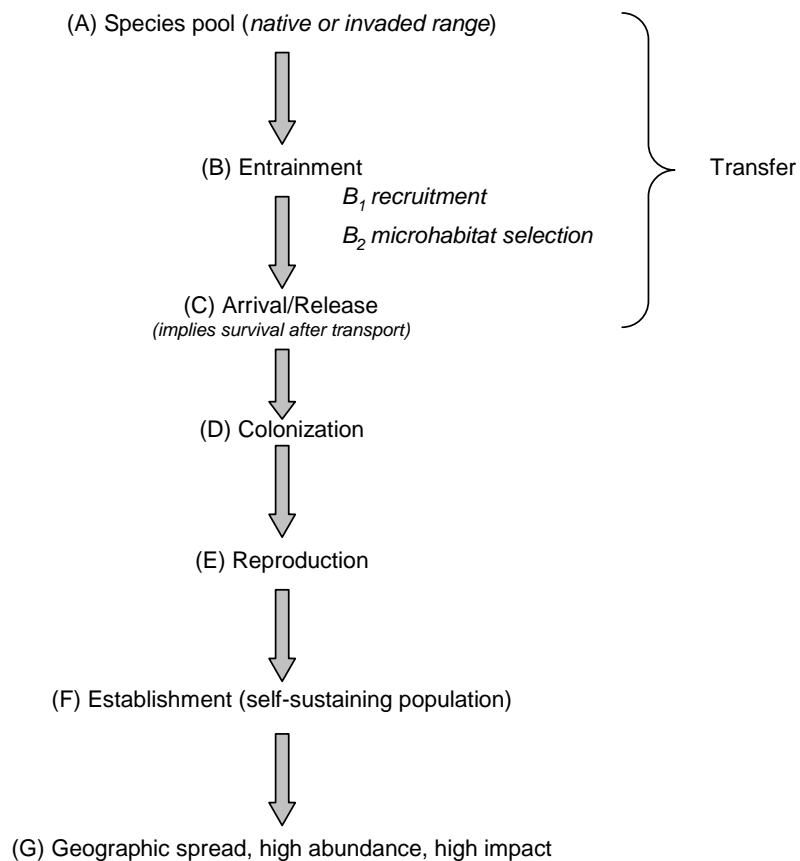 (A) Species pool (native or invaded range)
(B) Entrainment
Transfer
B1 recruitment
B2 microhabitat selection
(C) Arrival/Release
(implies survival after transport)
(D) Colonization
(E) Reproduction
(F) Establishment (self-sustaining population)
(G) Geographic spread, high abundance, high impact